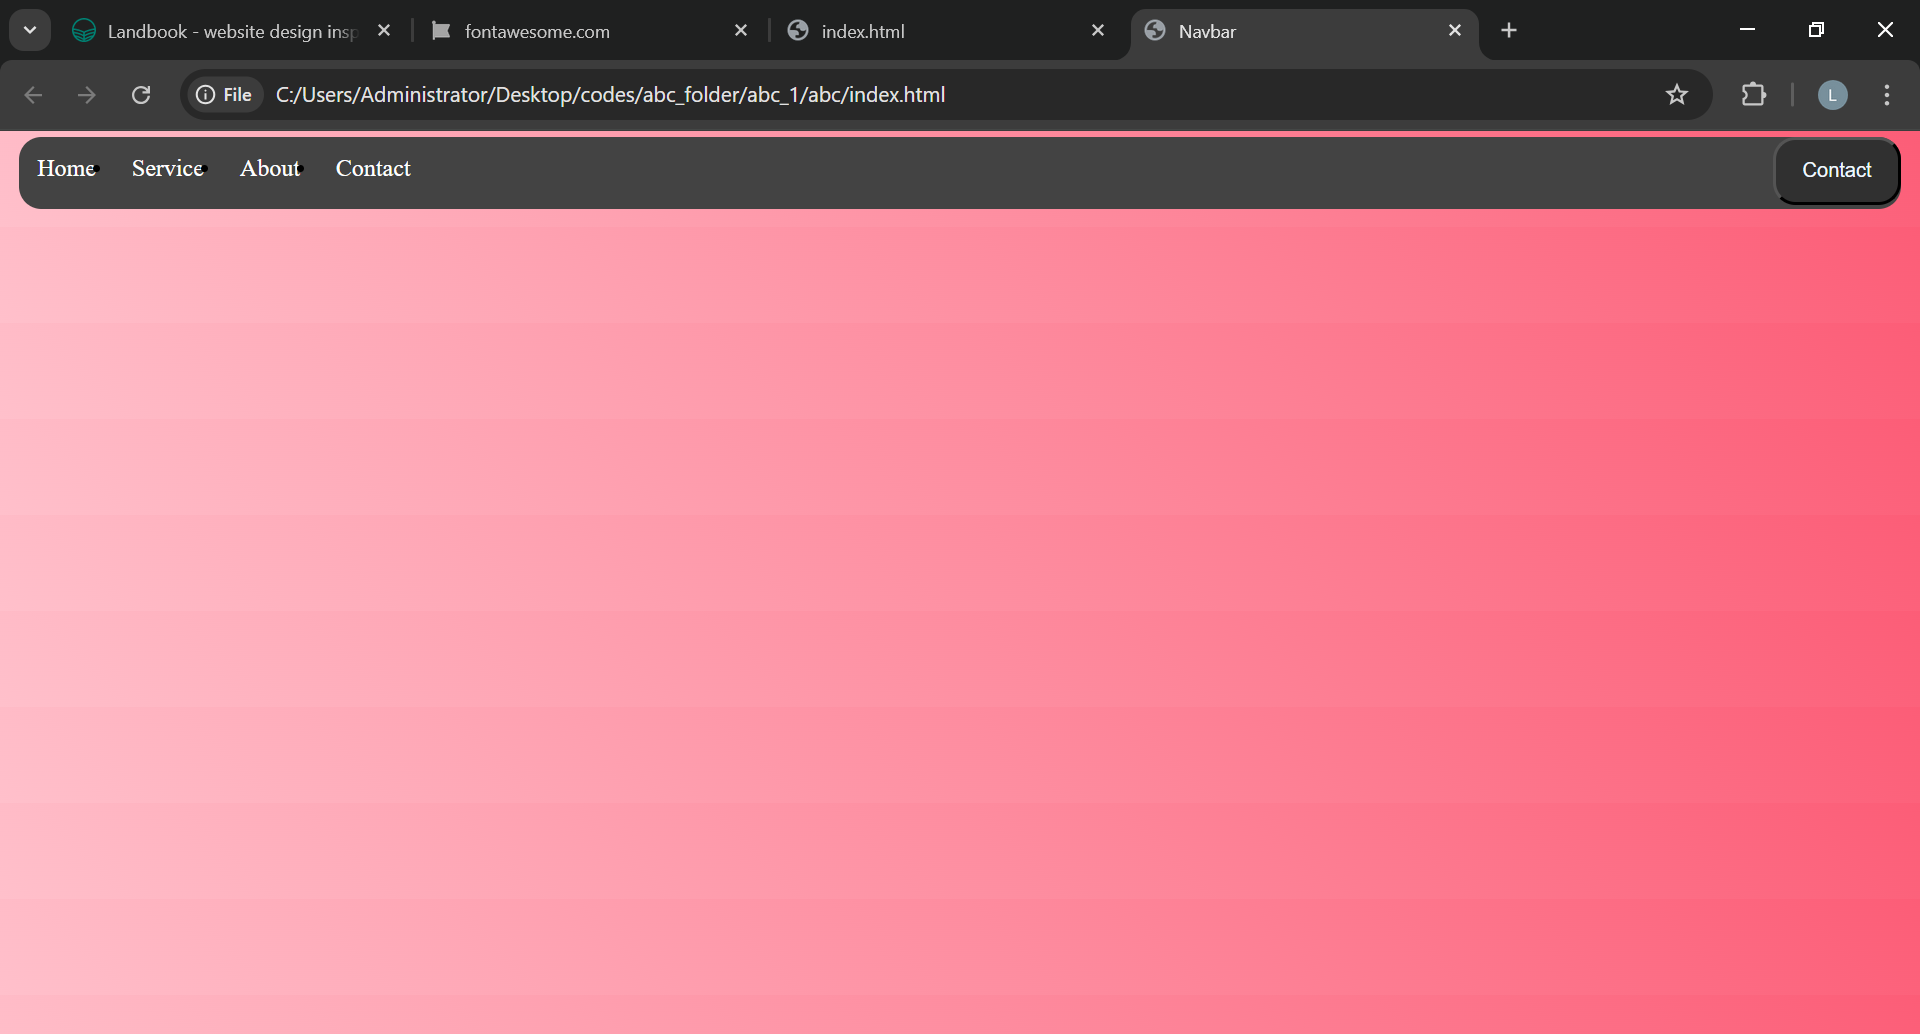 Landbook - website design insp
fontawesome.com
index.html
Navbar
File
C:/Users/Administrator/Desktop/codes/abc_folder/abc_1/abc/index.html
L
Home Service About Contact
Contact